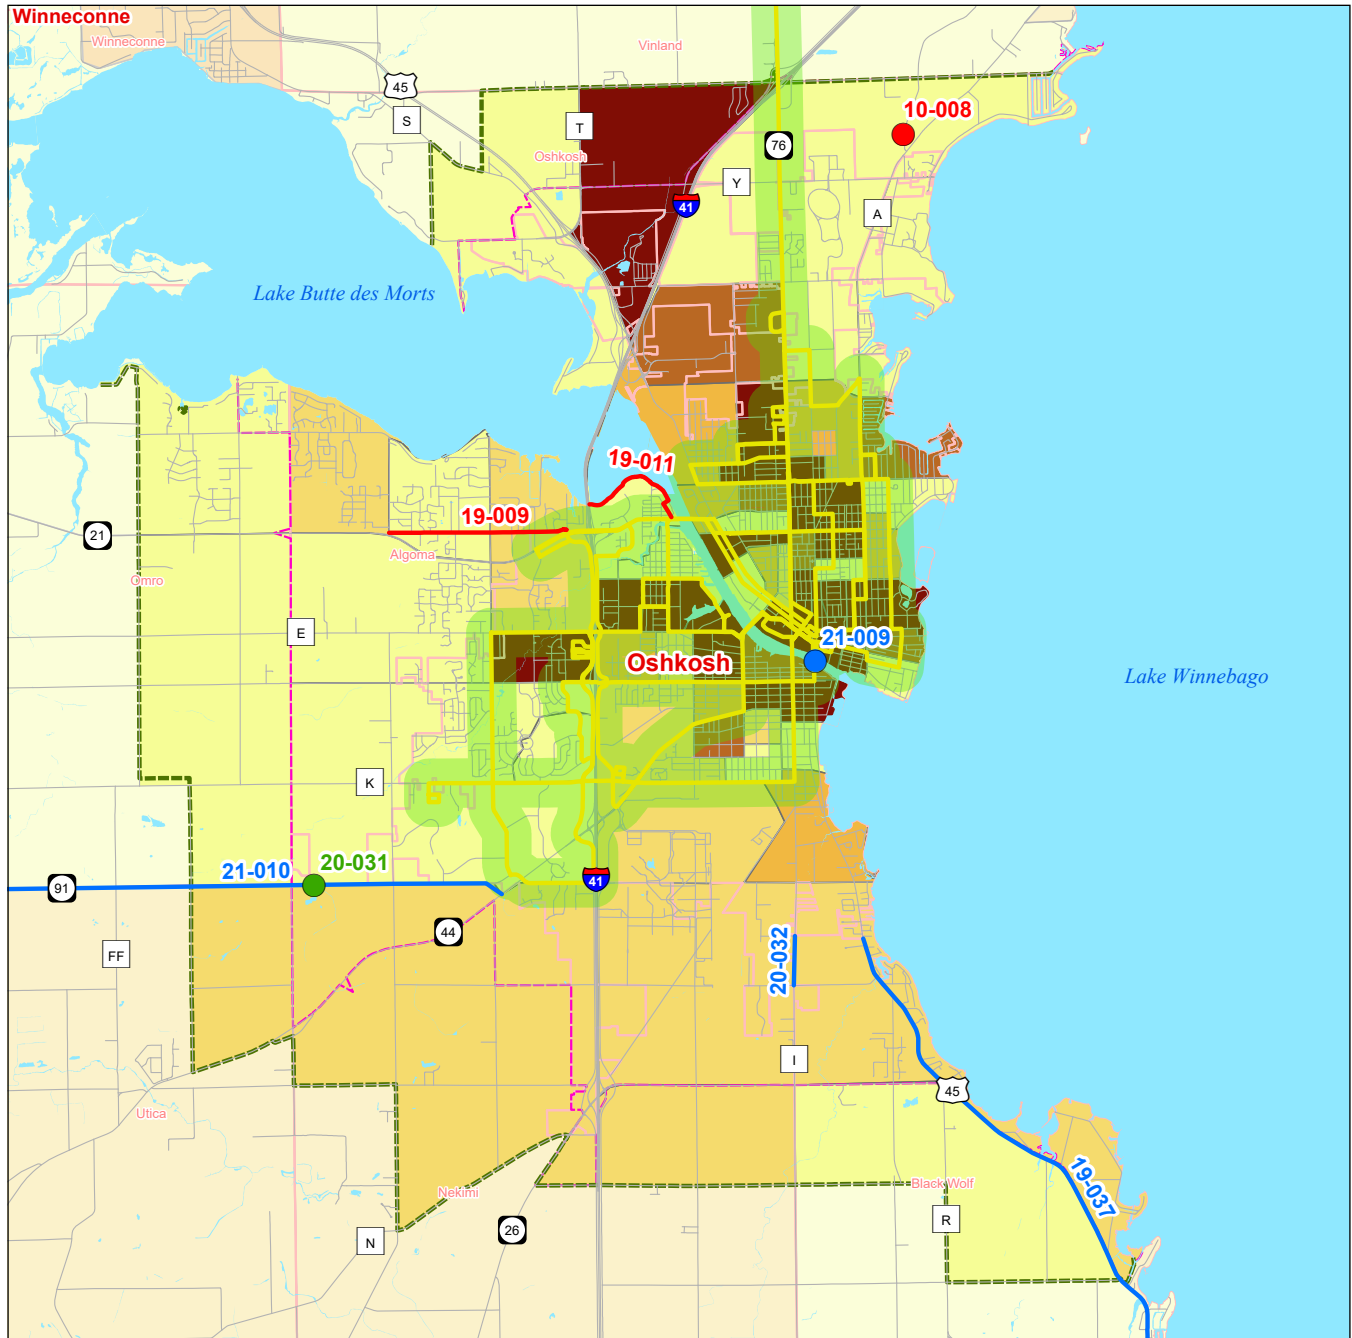 Winneconne
Winneconne
Vinland
45
S
T
10-008
76
Oshkosh
Y
41
A
Lake Butte des Morts
19-011
19-009
21
Algoma
Omro
E
21-009
Oshkosh
Lake Winnebago
K
20-031
21-010
41
91
44
FF
20-032
I
45
Utica
19-037
Nekimi
Black Wolf
R
26
N